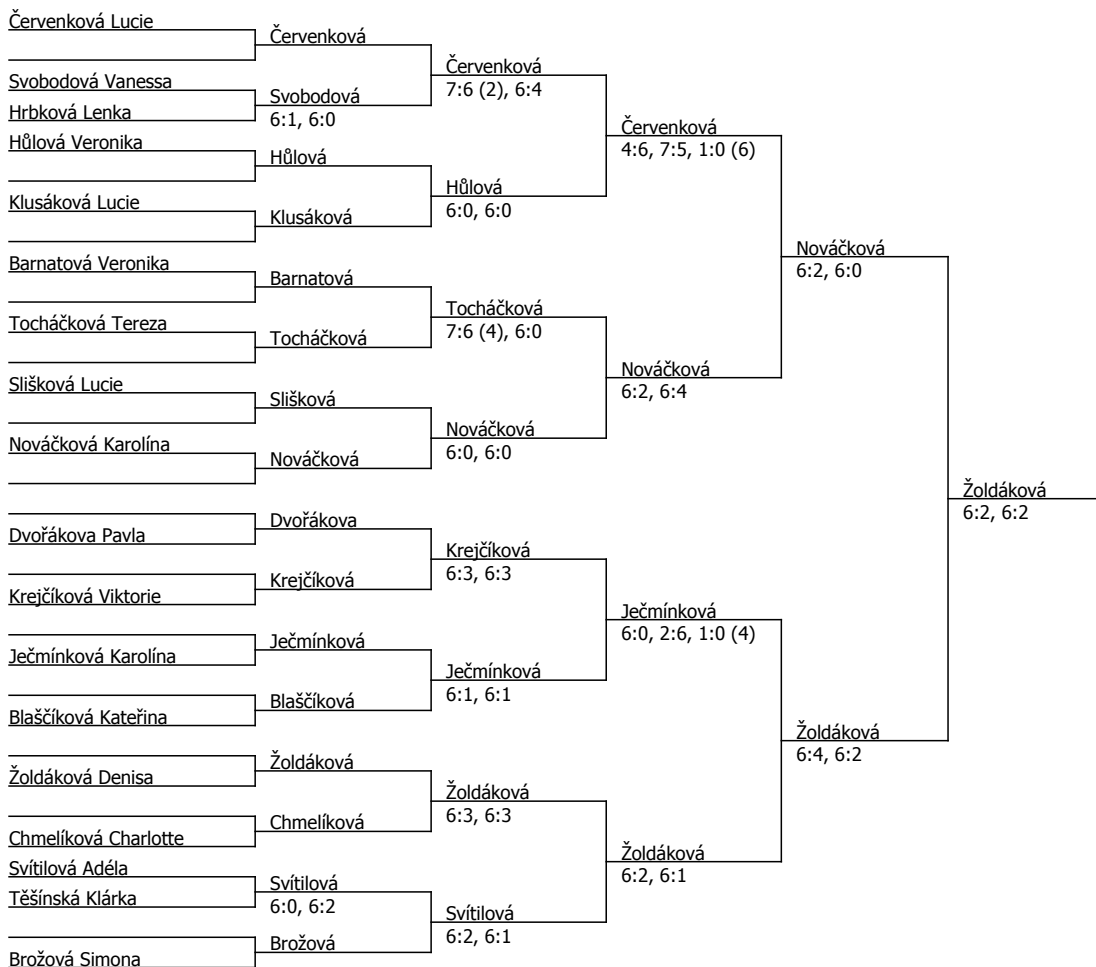 Červenková Lucie
Svobodová Vanessa
Hrbková Lenka
Hůlová Veronika
Klusáková Lucie
Barnatová Veronika
Tocháčková Tereza
Slišková Lucie
Nováčková Karolína
Dvořákova Pavla
Krejčíková Viktorie
Ječmínková Karolína
Blaščíková Kateřina
Žoldáková Denisa
Chmelíková Charlotte
Svítilová Adéla
Těšínská Klárka
Brožová Simona
Červenková
Svobodová
6:1, 6:0
Hůlová
Klusáková
Barnatová
Tocháčková
Slišková
Nováčková
Dvořákova
Krejčíková
Ječmínková
Blaščíková
Žoldáková
Chmelíková
Svítilová
6:0, 6:2
Brožová
Červenková
7:6 (2), 6:4
Hůlová
6:0, 6:0
Tocháčková
7:6 (4), 6:0
Nováčková
6:0, 6:0
Krejčíková
6:3, 6:3
Ječmínková
6:1, 6:1
Žoldáková
6:3, 6:3
Svítilová
6:2, 6:1
Červenková
4:6, 7:5, 1:0 (6)
Nováčková
6:2, 6:4
Ječmínková
6:0, 2:6, 1:0 (4)
Žoldáková
6:2, 6:1
Nováčková
6:2, 6:0
Žoldáková
6:4, 6:2
Žoldáková
6:2, 6:2